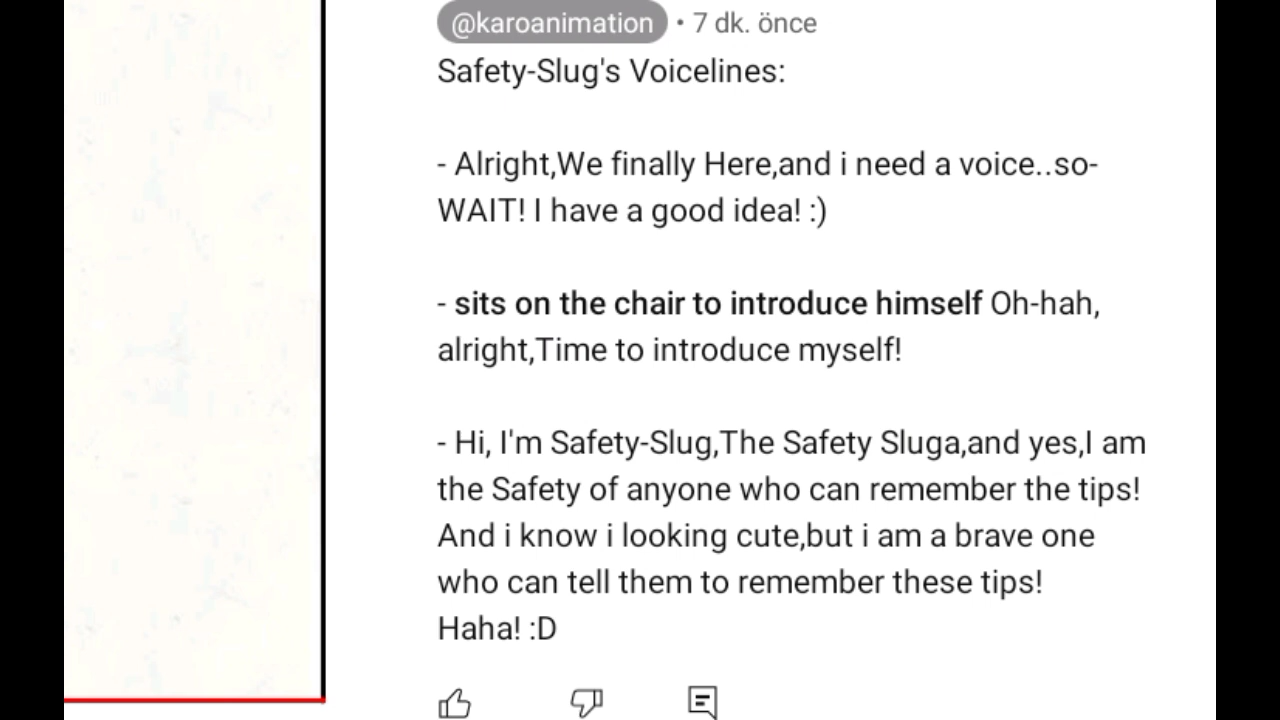 @karoanimation • 7 dk. önce
Safety-Slug's Voicelines:
- Alright,We finally Here,and i need a voice..so-
WAIT! I have a good idea! :)
- sits on the chair to introduce himself Oh-hah,
alright,Time to introduce myself!
- Hi, I'm Safety-Slug,The Safety Sluga,and yes,I am
the Safety of anyone who can remember the tips!
And i know i looking cute,but i am a brave one
who can tell them to remember these tips!
Haha! :D